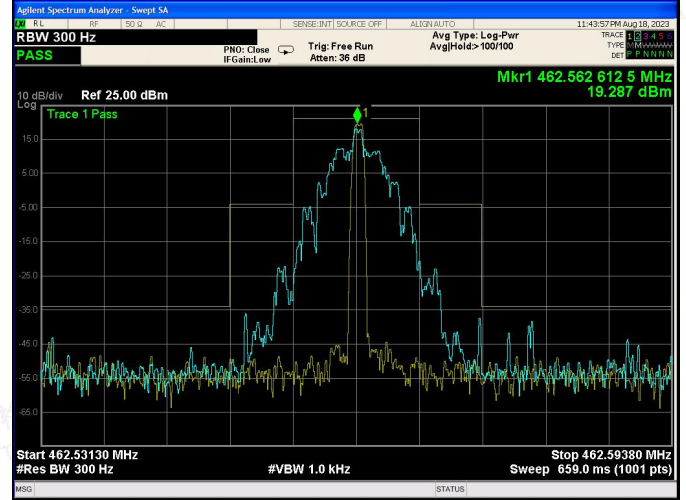 Agilent Spectrum Analyzer - Swept SA
LXI RL RF 50 Ω AC SENSE:INT SOURCE OFF ALIGN AUTO 11:43:57 PM Aug 18, 2023
RBW 300 Hz Avg Type: Log-Pwr TRACE 1 2 3 4 5 6
PNO: Close Trig: Free Run Avg|Hold:> 100/100 TYPE M M
PASS IFGain:Low Atten: 36 dB DET P P N N N N
Mkr1 462.562 612 5 MHz
10 dB/div Ref 25.00 dBm 19.287 dBm
Log
Trace 1 Pass
1
15.0
5.00
-5.00
-15.0
-25.0
-35.0
-45.0
-55.0
-65.0
Start 462.53130 MHz Stop 462.59380 MHz
#Res BW 300 Hz #VBW 1.0 kHz Sweep 659.0 ms (1001 pts)
MSG STATUS